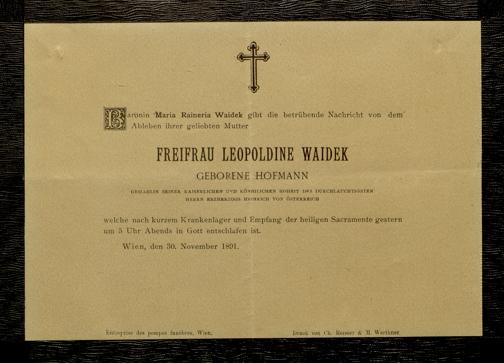 Baronin Maria Raineria Waidek gibt die betrübende Nachricht von dem
Ableben ihrer geliebten Mutter
FREIFRAU LEOPOLDINE WAIDEK
GEBORENE HOFMANN
GEMAHLIN SEINER KAISERLICHEN UND KÖNIGLICHEN HOHEIT DES DURCHLAUCHTIGSTEN
HERRN ERZHERZOGS HEINRICH VON ÖSTERREICH
welche nach kurzem Krankenlager und Empfang der heiligen Sacramente gestern
um 5 Uhr Abends in Gott entschlafen ist.
Wien, den 30. November 1891.
Entreprise des pompes funèbres, Wien.
Druck von Ch. Reisser & M. Werthner.